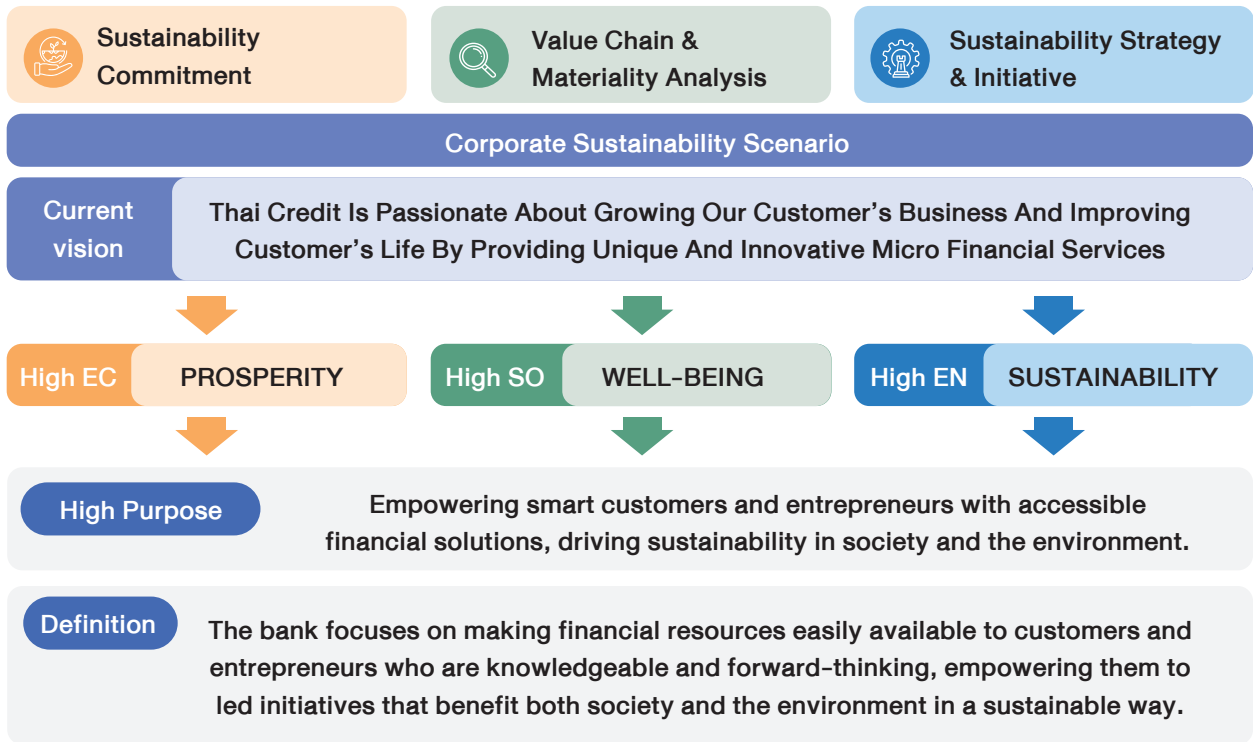 Sustainability
Commitment
Value Chain &
Materiality Analysis
Sustainability Strategy
& Initiative
Corporate Sustainability Scenario
Current
vision
Thai Credit Is Passionate About Growing Our Customer's Business And Improving
Customer's Life By Providing Unique And Innovative Micro Financial Services
High EC
PROSPERITY
High SO
WELL-BEING
High EN
SUSTAINABILITY
High Purpose
Empowering smart customers and entrepreneurs with accessible
financial solutions, driving sustainability in society and the environment.
Definition
The bank focuses on making financial resources easily available to customers and
entrepreneurs who are knowledgeable and forward-thinking, empowering them to
led initiatives that benefit both society and the environment in a sustainable way.